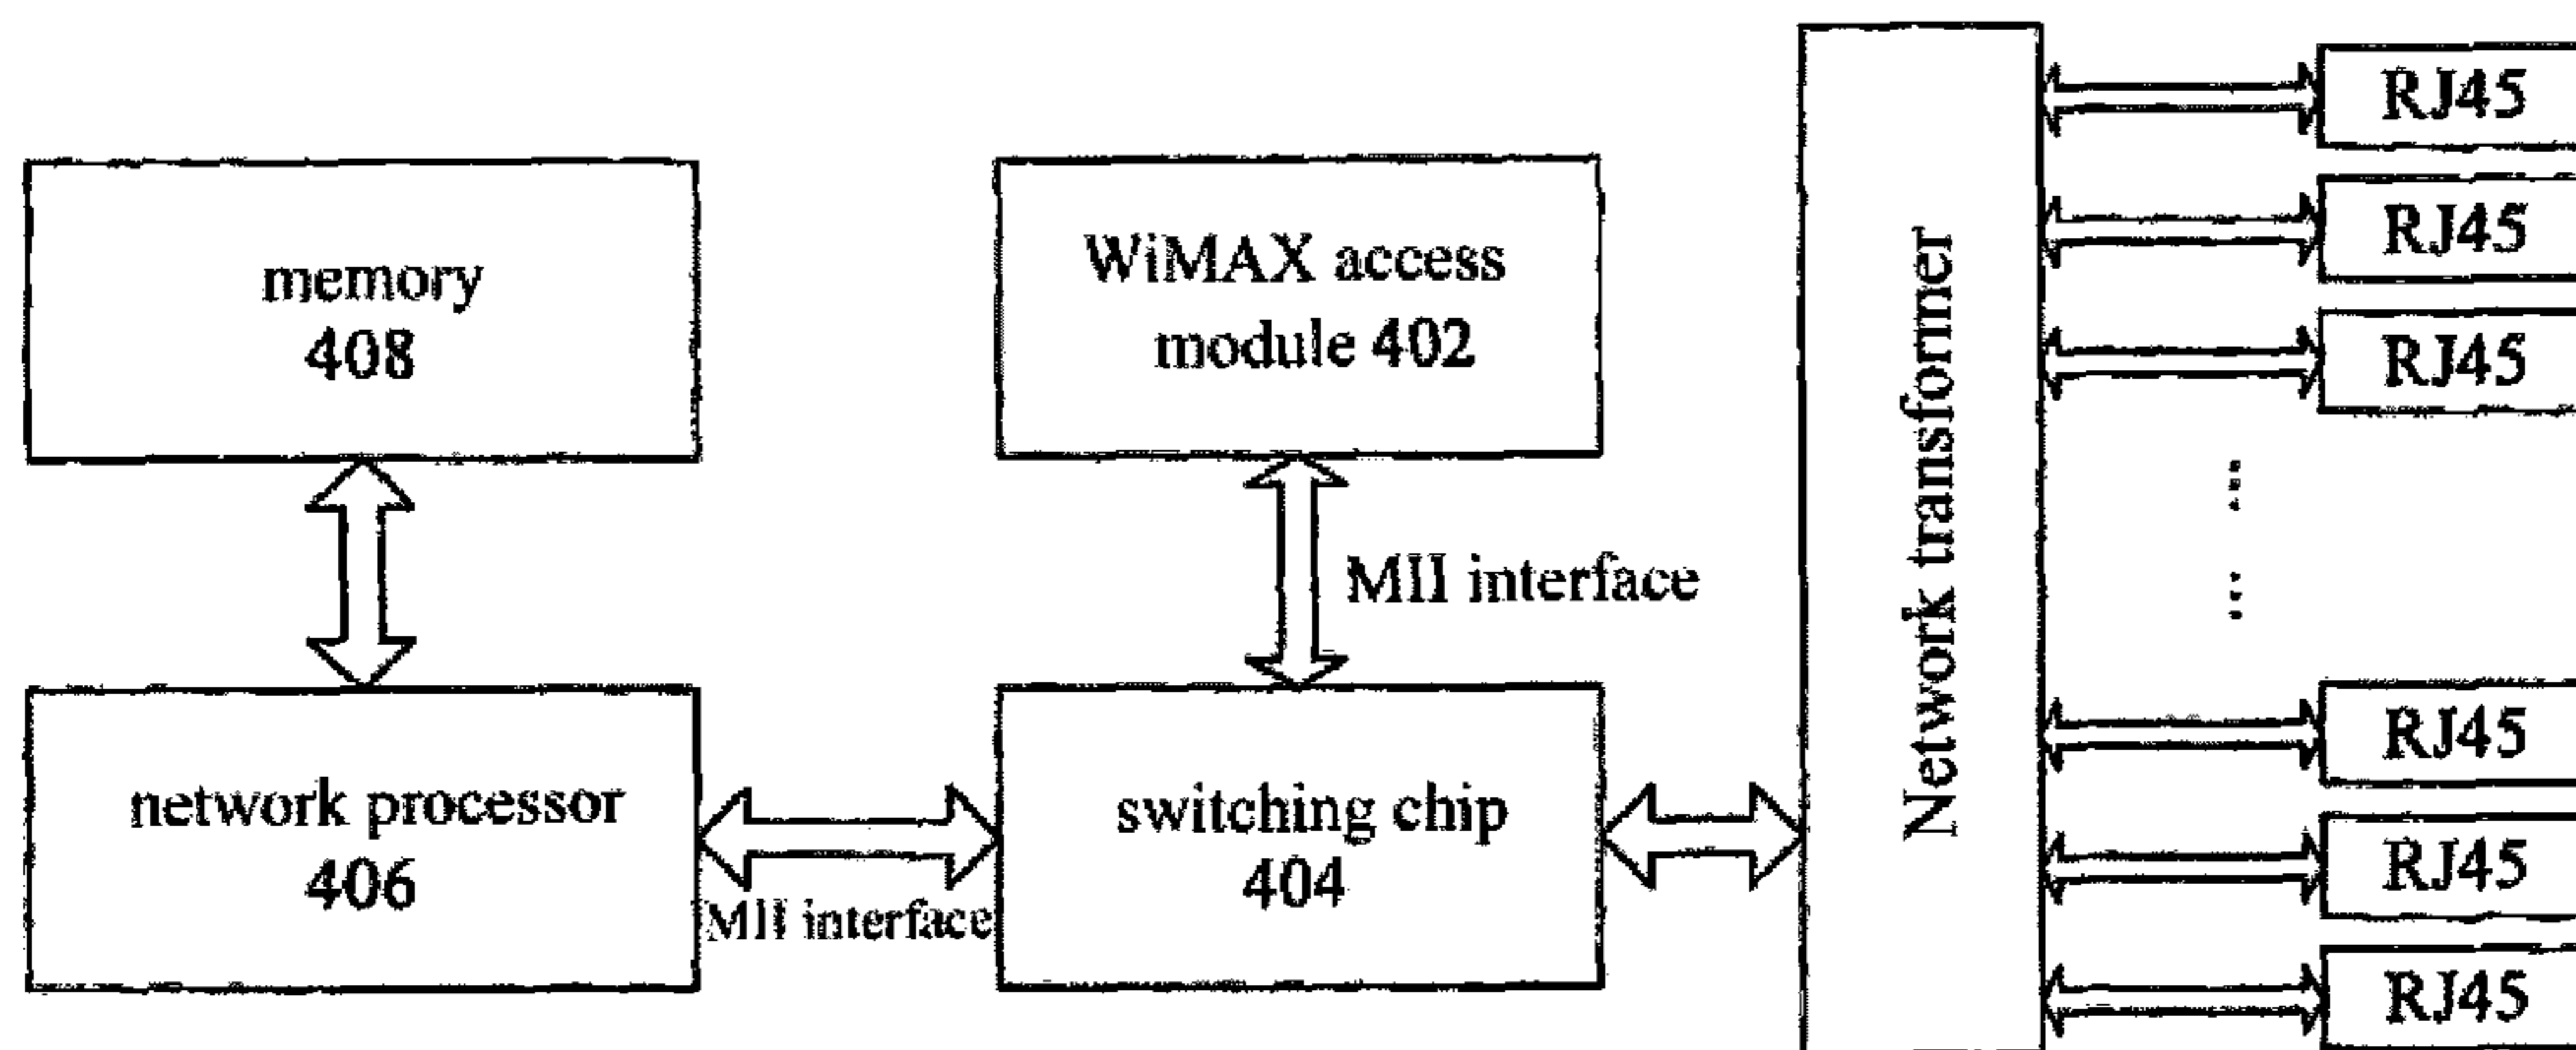 memory
408
WiMAX access
module 402
MII interface
network processor
406
MII interface
switching chip
404
Network transformer
RJ45
RJ45
RJ45
RJ45
RJ45
RJ45